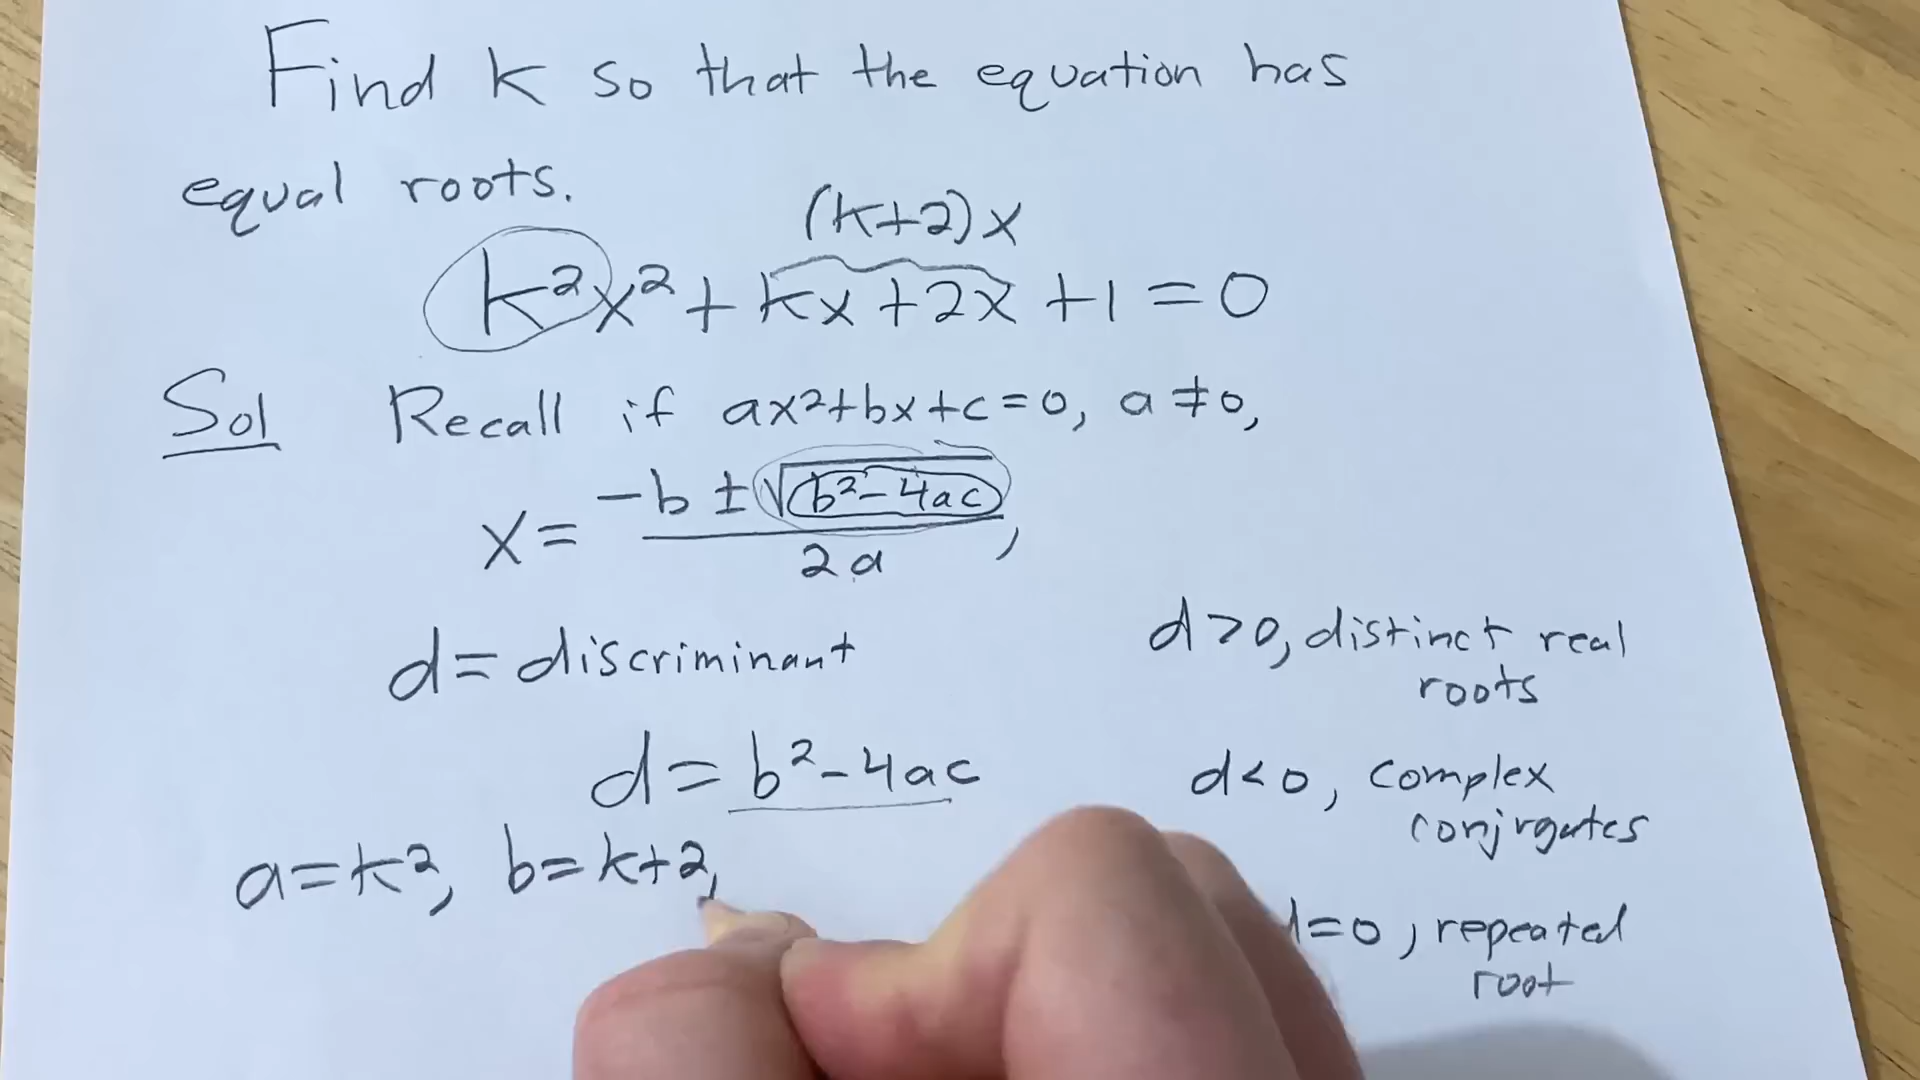 Find k so that the equation has
equal roots.
(k+2)x
k²x² + kx + 2x + 1 = 0
Sol Recall if ax²+bx+c=0, a≠0,
x = (-b ± √(b²-4ac))/(2a),
d = discriminant
d = b²-4ac
a=k², b=k+2,
d>0, distinct real
roots
d<0, complex
conjugates
d=0, repeated
root